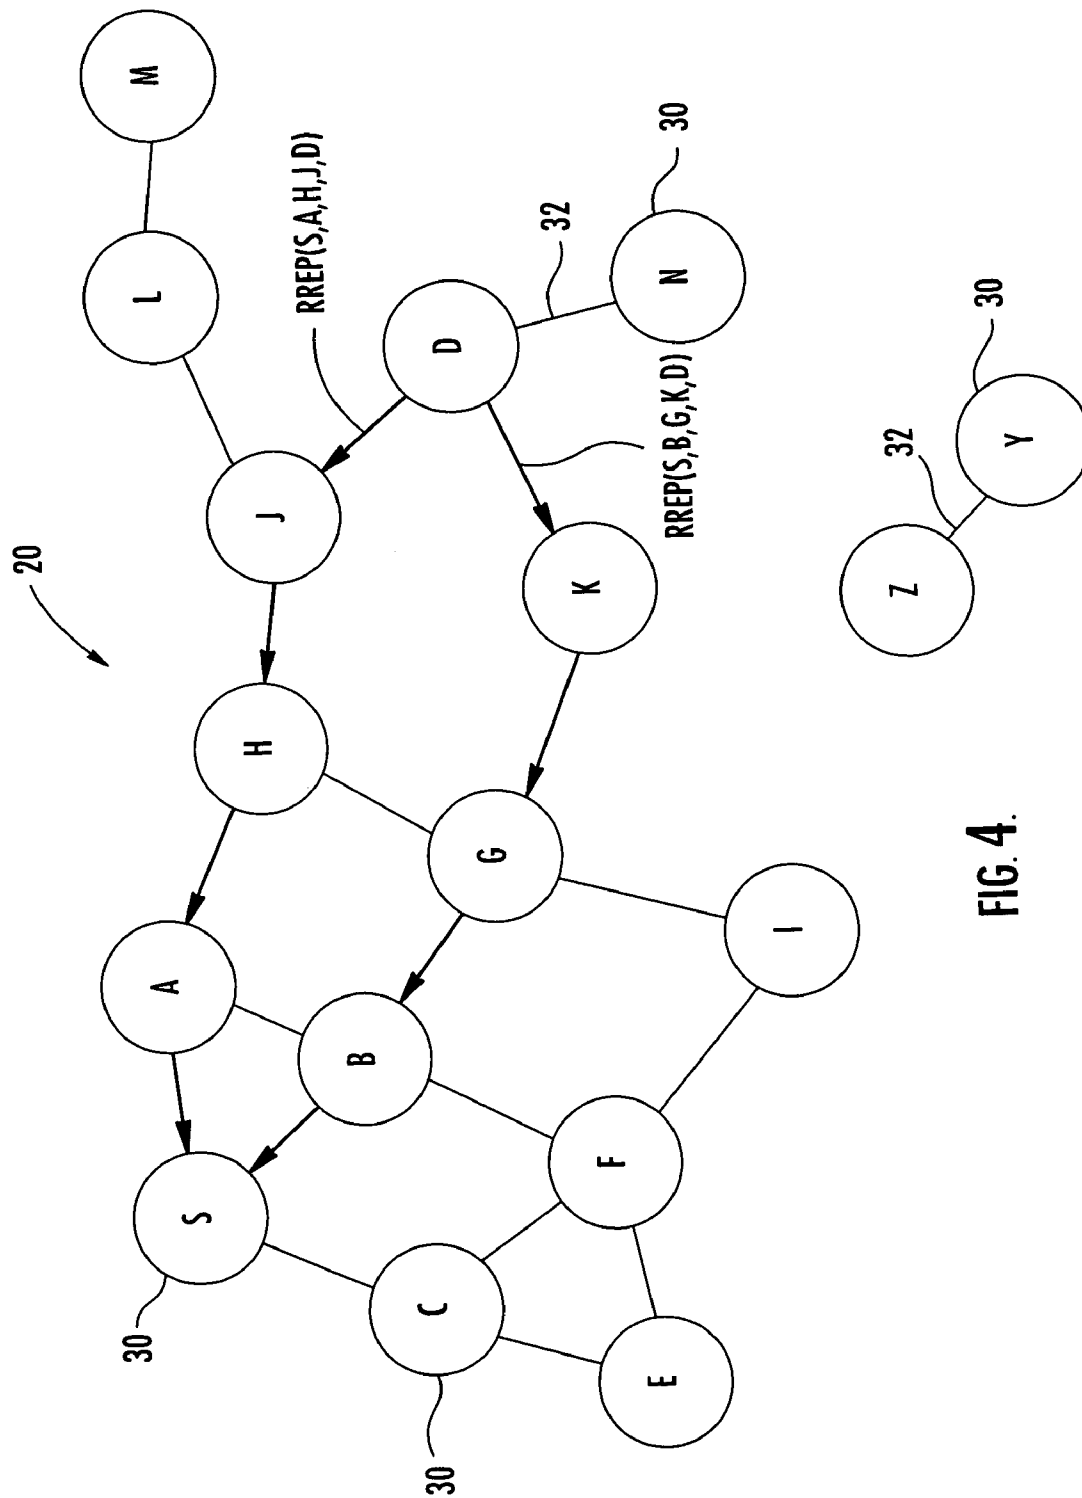 20
M
L
30
A
S
H
J
RREP(S,A,H,J,D)
B
C
30
D
G
32
K
F
E
N
30
RREP(S,B,G,K,D)
I
Z
32
30
Y
FIG. 4.